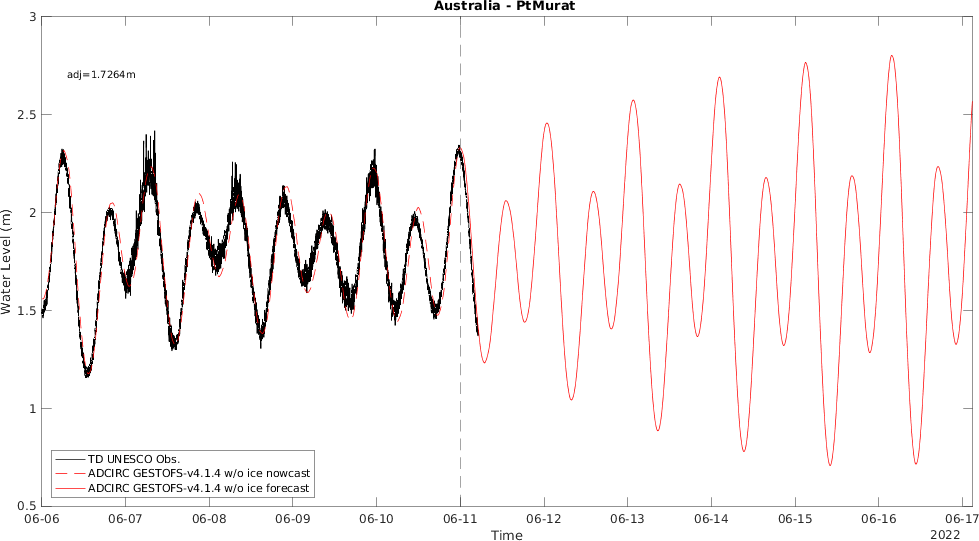 Australia - PtMurat
3
2.5
2
1.5
1
0.5
Water Level (m)
adj=1.7264m
TD UNESCO Obs.
ADCIRC GESTOFS-v4.1.4 w/o ice nowcast
ADCIRC GESTOFS-v4.1.4 w/o ice forecast
06-06 06-07 06-08 06-09 06-10 06-11 06-12 06-13 06-14 06-15 06-16 06-17
Time
2022